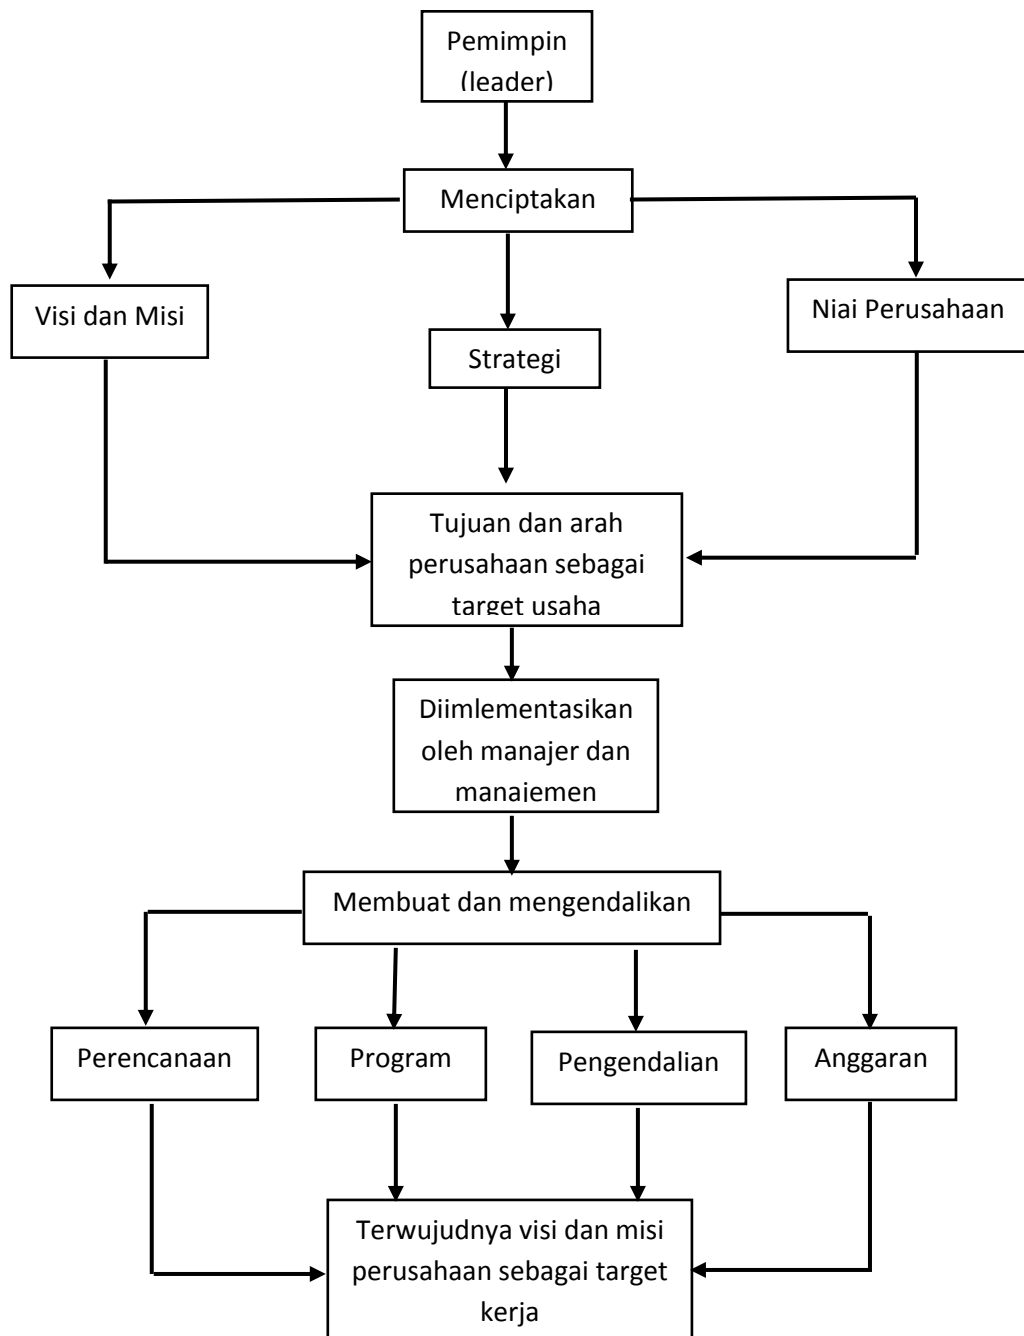 Pemimpin
(leader)
Menciptakan
Visi dan Misi
Strategi
Niai Perusahaan
Tujuan dan arah
perusahaan sebagai
target usaha
Diimlementasikan
oleh manajer dan
manajemen
Membuat dan mengendalikan
Perencanaan
Program
Pengendalian
Anggaran
Terwujudnya visi dan misi
perusahaan sebagai target
kerja